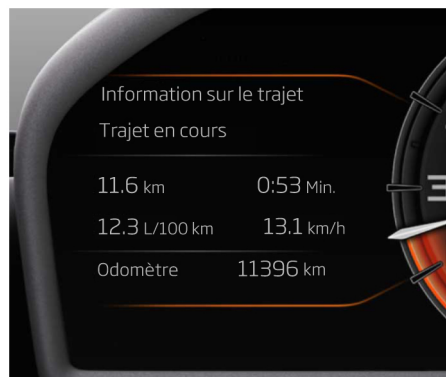 Information sur le trajet
Trajet en cours
11.6 km 0:53 Min.
12.3 L/100 km 13.1 km/h
Odomètre 11396 km